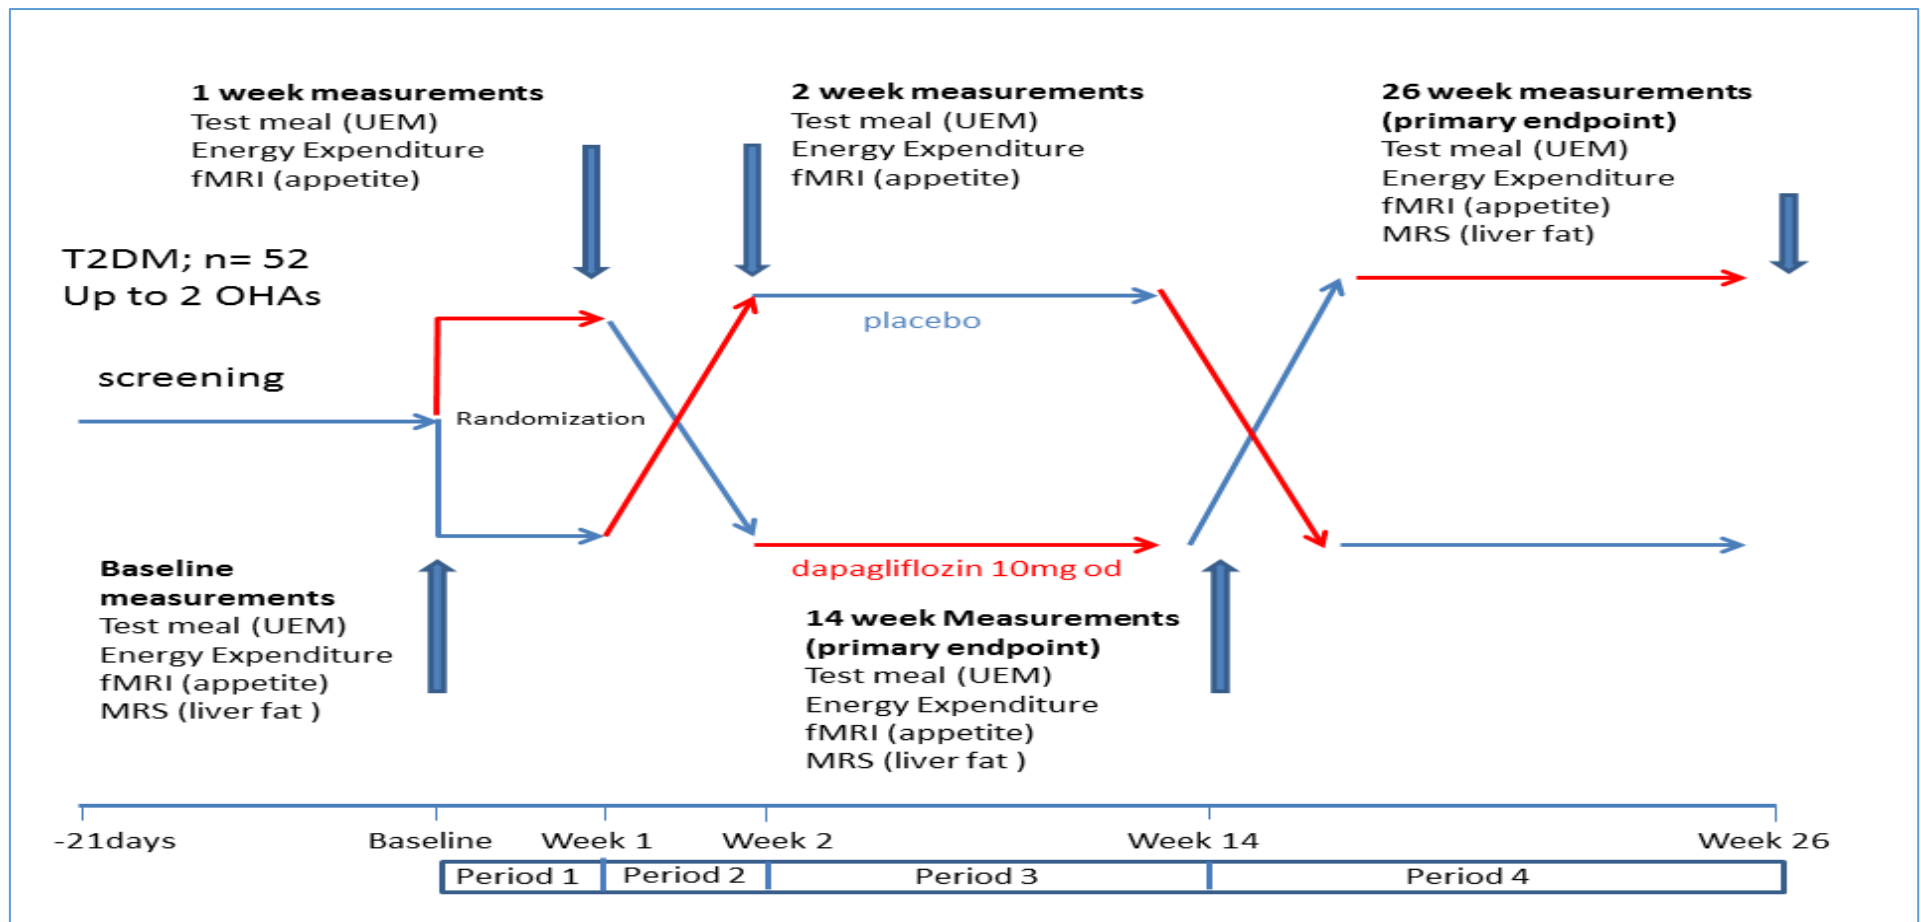 1 week measurements
Test meal (UEM)
Energy Expenditure
fMRI (appetite)
2 week measurements
Test meal (UEM)
Energy Expenditure
fMRI (appetite)
26 week measurements
(primary endpoint)
Test meal (UEM)
Energy Expenditure
fMRI (appetite)
MRS (liver fat)
T2DM; n= 52
Up to 2 OHAs
screening
Randomization
placebo
dapagliflozin 10mg od
Baseline
measurements
Test meal (UEM)
Energy Expenditure
fMRI (appetite)
MRS (liver fat )
14 week Measurements
(primary endpoint)
Test meal (UEM)
Energy Expenditure
fMRI (appetite)
MRS (liver fat )
-21days
Baseline
Week 1
Week 2
Week 14
Week 26
Period 1
Period 2
Period 3
Period 4